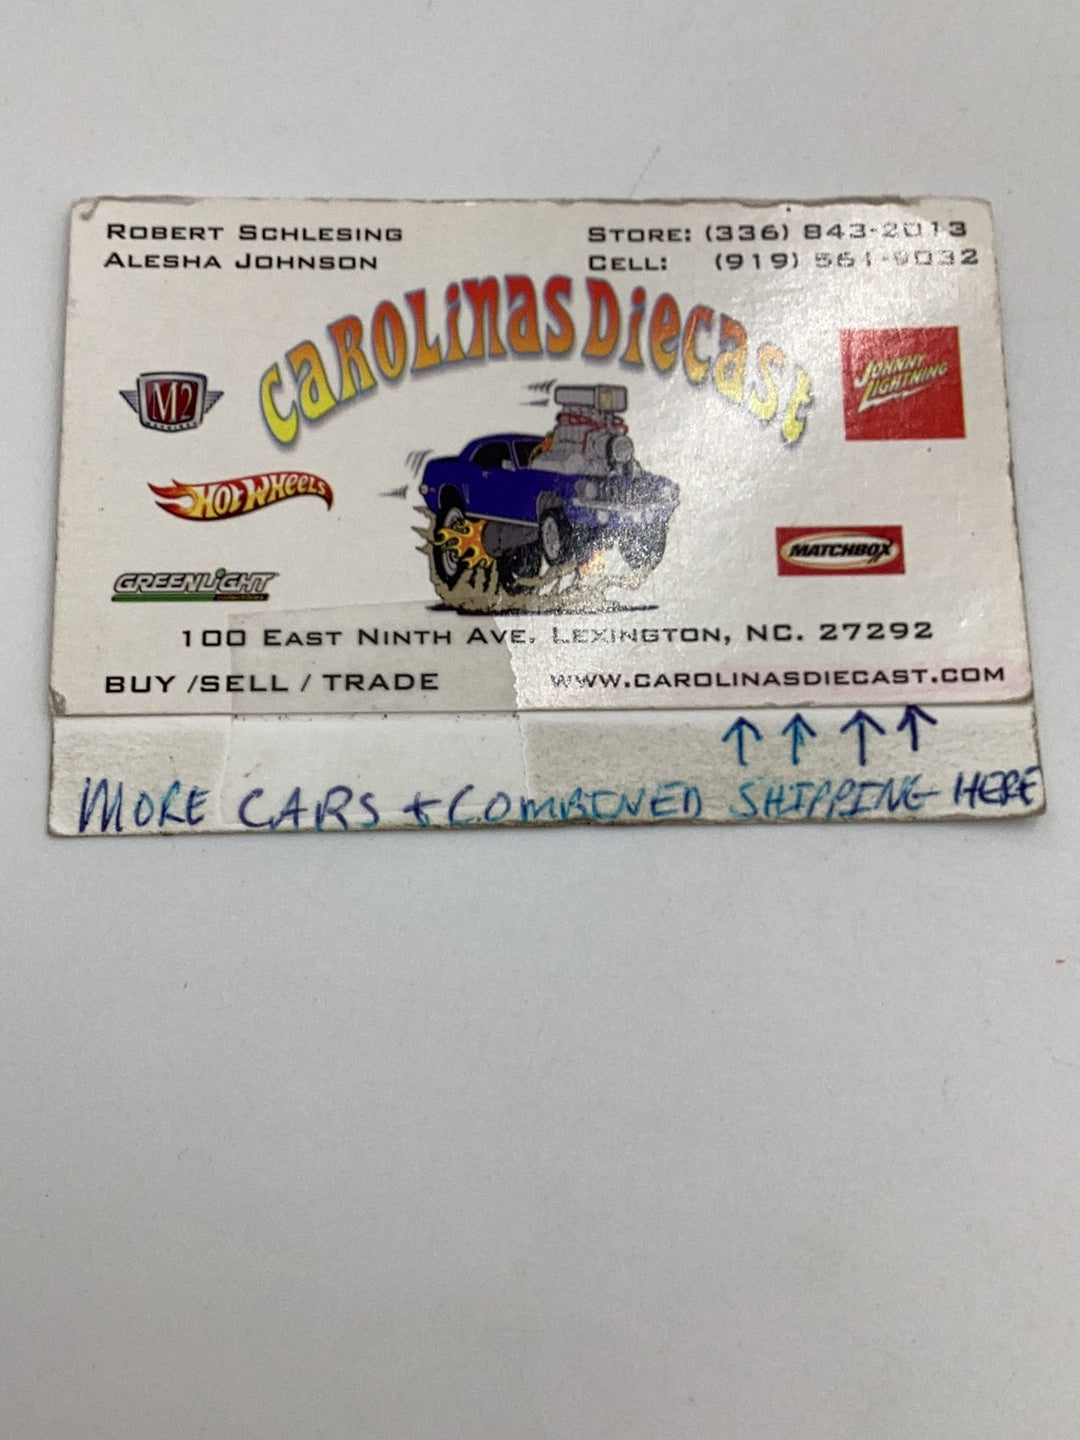 ROBERT SCHLESING
ALESHA JOHNSON
STORE: (336) 843-2013
CELL: (919) 561-9032
CAROLINAS DIECAST
M2
JOHNNY
LIGHTNING
HOT WHEELS
MATCHBOX
GREENLIGHT
100 EAST NINTH AVE. LEXINGTON, NC. 27292
BUY /SELL / TRADE
WWW.CAROLINASDIECAST.COM
MORE CARS + COMBINED SHIPPING HERE